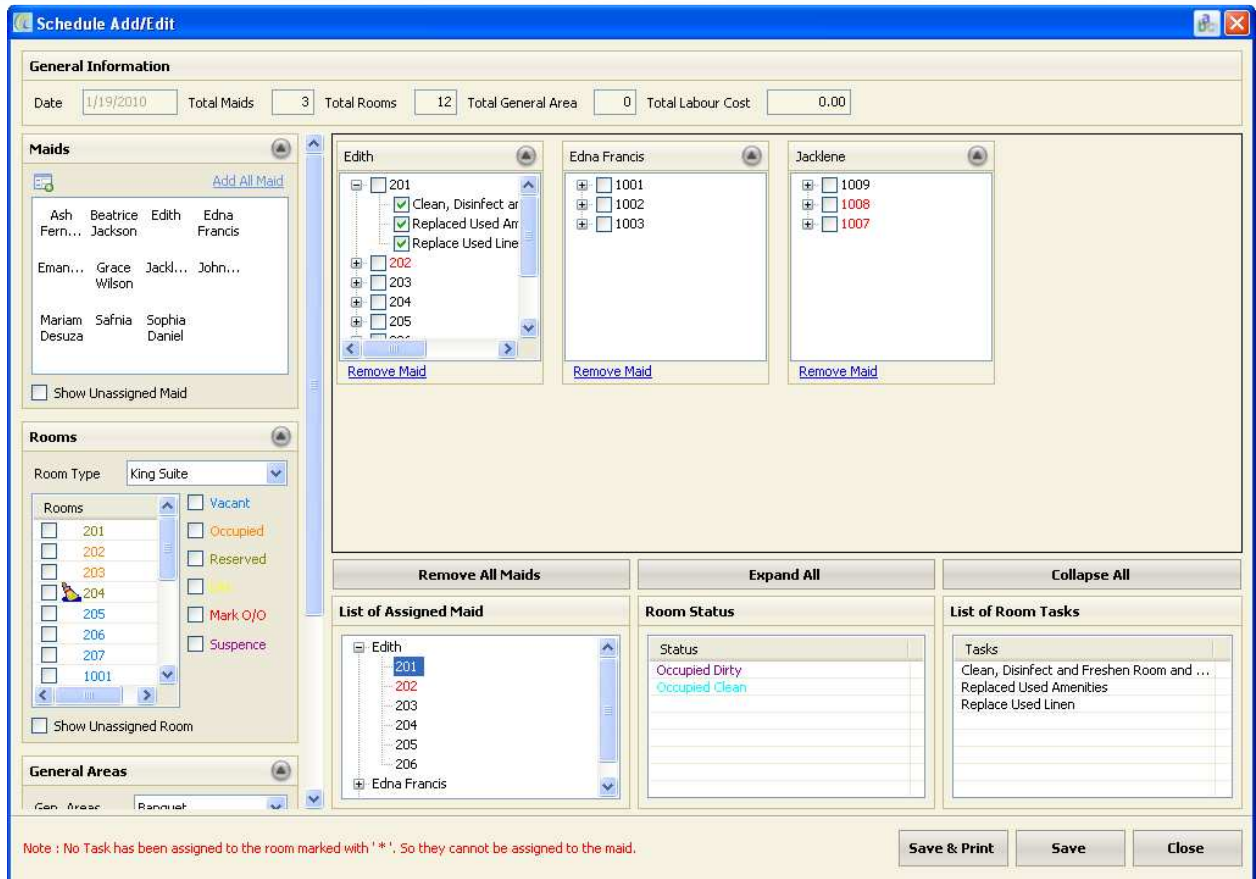 Schedule Add/Edit
General Information
Date 1/19/2010 Total Maids 3 Total Rooms 12 Total General Area 0 Total Labour Cost 0.00
Maids
Add All Maid
Ash Fern... Beatrice Jackson Edith Edna Francis
Eman... Grace Wilson Jackl... John...
Mariam Desuza Safnia Sophia Daniel
Show Unassigned Maid
Rooms
Room Type King Suite
Rooms
201
202
203
204
205
206
207
1001
Vacant
Occupied
Reserved
Mark O/O
Suspence
Show Unassigned Room
General Areas
Gen. Areas Banquet
Edith
201
Clean, Disinfect ar
Replaced Used Am
Replace Used Line
202
203
204
205
206
Remove Maid
Edna Francis
1001
1002
1003
Remove Maid
Jacklene
1009
1008
1007
Remove Maid
Remove All Maids Expand All Collapse All
List of Assigned Maid
Edith
201
202
203
204
205
206
Edna Francis
Room Status
Status
Occupied Dirty
Occupied Clean
List of Room Tasks
Tasks
Clean, Disinfect and Freshen Room and ...
Replaced Used Amenities
Replace Used Linen
Note : No Task has been assigned to the room marked with ' * '. So they cannot be assigned to the maid.
Save & Print Save Close